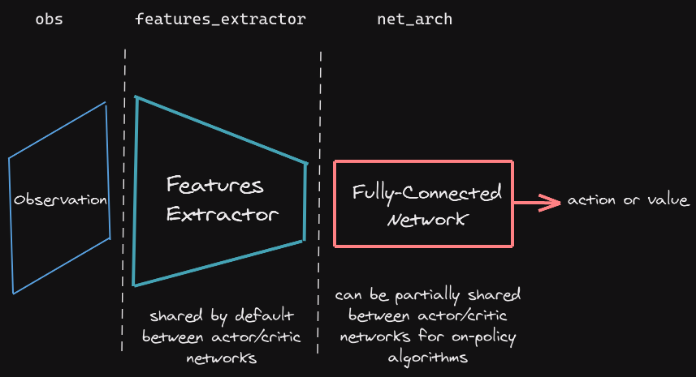 obs
features_extractor
net_arch
Observation
Features
Extractor
Fully-Connected
Network
action or value
shared by default
between actor/critic
networks
can be partially shared
between actor/critic
networks for on-policy
algorithms